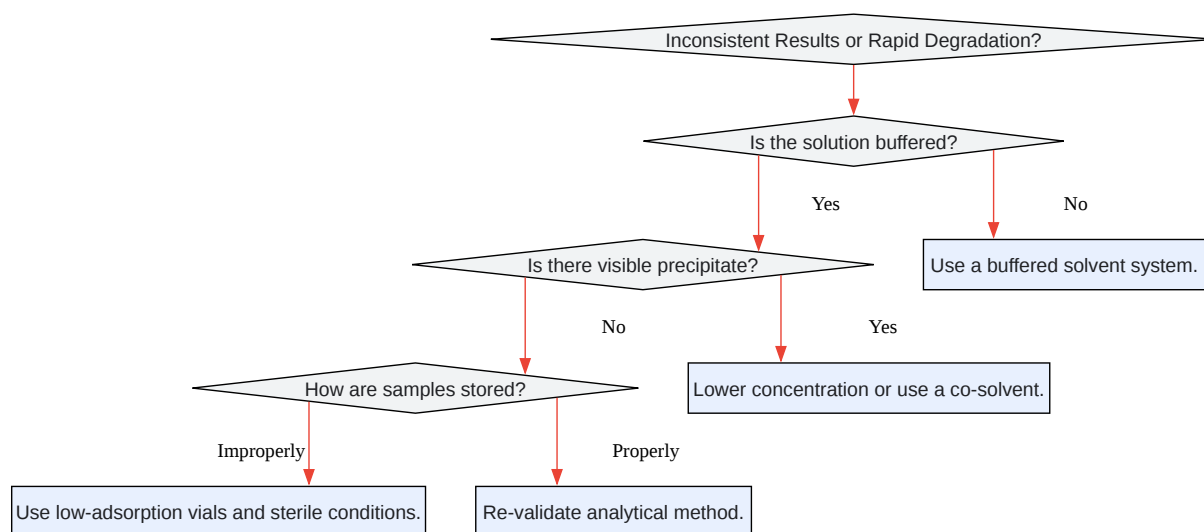 Inconsistent Results or Rapid Degradation?
Is the solution buffered?
Yes
No
Is there visible precipitate?
Use a buffered solvent system.
No
Yes
How are samples stored?
Lower concentration or use a co-solvent.
Improperly
Properly
Use low-adsorption vials and sterile conditions.
Re-validate analytical method.